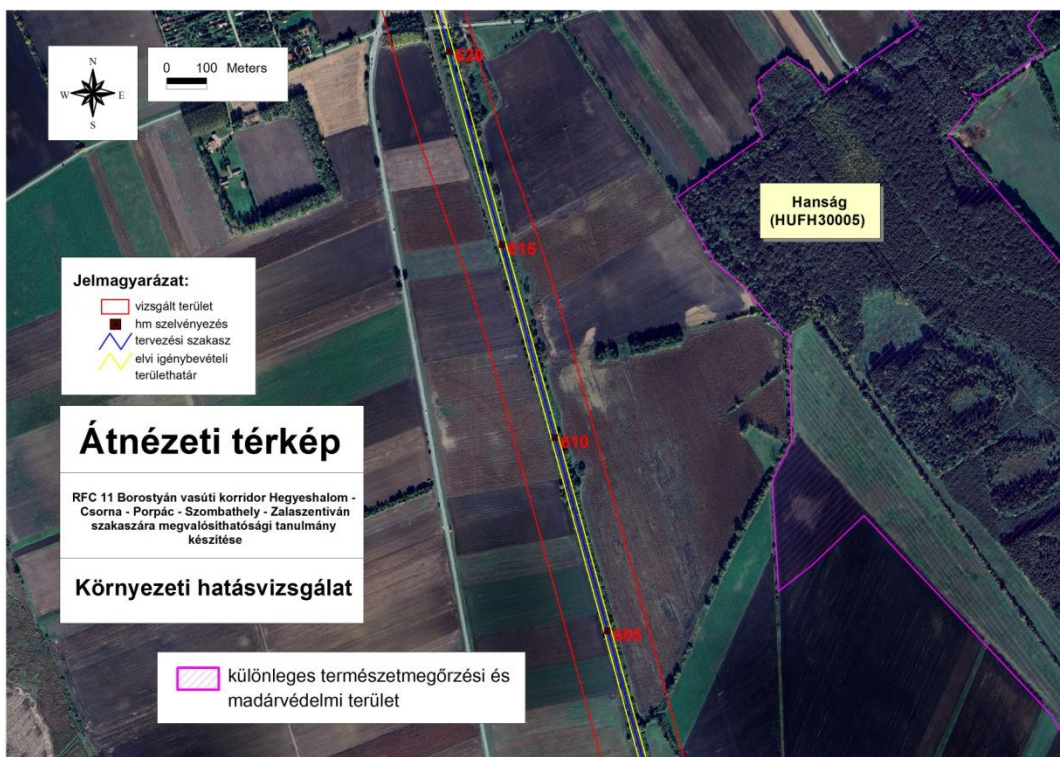 N
W E
S
0 100 Meters
620
Hanság
(HUFH30005)
615
Jelmagyarázat:
vizsgált terület
hm szelvényezés
tervezési szakasz
elvi igénybevételi
területhatár
Átnézeti térkép
610
RFC 11 Borostyán vasúti korridor Hegyeshalom -
Csorna - Porpác - Szombathely - Zalaszentiván
szakaszára megvalósíthatósági tanulmány
készítése
Környezeti hatásvizsgálat
605
különleges természetmegőrzési és
madárvédelmi terület